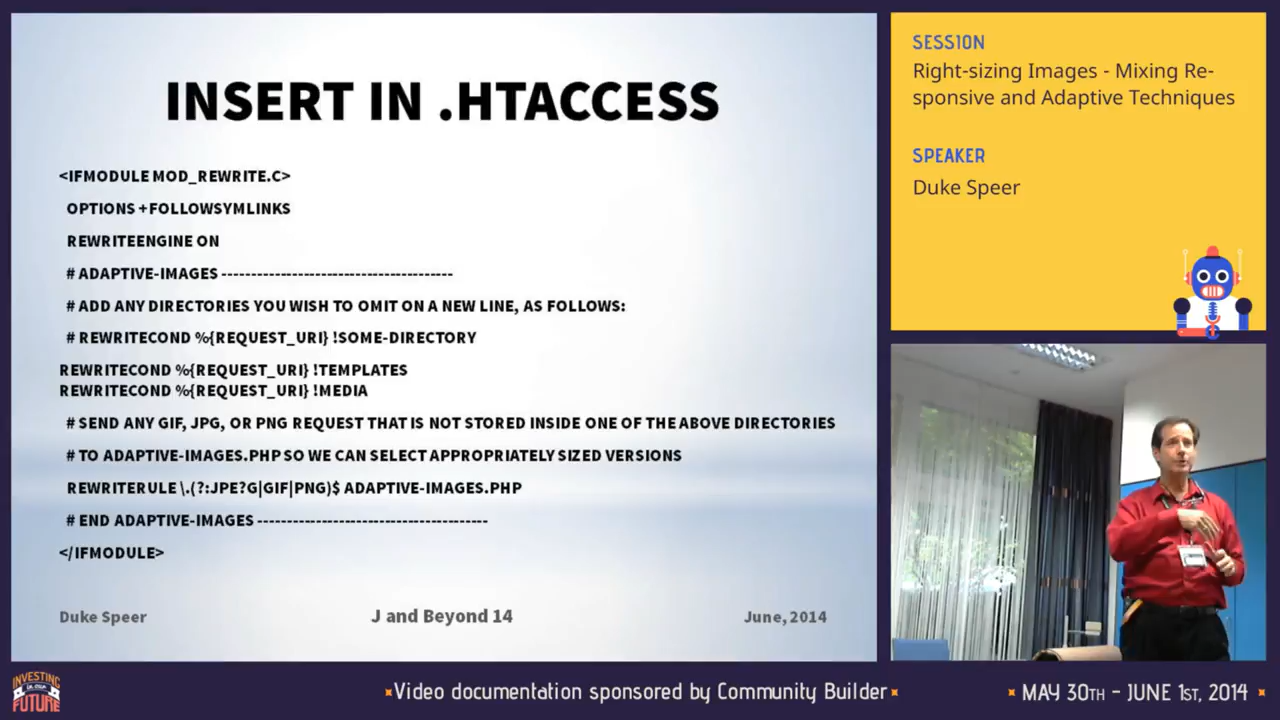 INSERT IN .HTACCESS
<IFMODULE MOD_REWRITE.C>
OPTIONS +FOLLOWSYMLINKS
REWRITEENGINE ON
# ADAPTIVE-IMAGES ---------------------------------------
# ADD ANY DIRECTORIES YOU WISH TO OMIT ON A NEW LINE, AS FOLLOWS:
# REWRITECOND %{REQUEST_URI} !SOME-DIRECTORY
REWRITECOND %{REQUEST_URI} !TEMPLATES
REWRITECOND %{REQUEST_URI} !MEDIA
# SEND ANY GIF, JPG, OR PNG REQUEST THAT IS NOT STORED INSIDE ONE OF THE ABOVE DIRECTORIES
# TO ADAPTIVE-IMAGES.PHP SO WE CAN SELECT APPROPRIATELY SIZED VERSIONS
REWRITERULE \.(?:JPE?G|GIF|PNG)$ ADAPTIVE-IMAGES.PHP
# END ADAPTIVE-IMAGES ---------------------------------------
</IFMODULE>
Duke Speer
J and Beyond 14
June, 2014
SESSION
Right-sizing Images - Mixing Re-
sponsive and Adaptive Techniques
SPEAKER
Duke Speer
INVESTING
IN OUR
FUTURE
Video documentation sponsored by Community Builder
MAY 30TH - JUNE 1ST, 2014